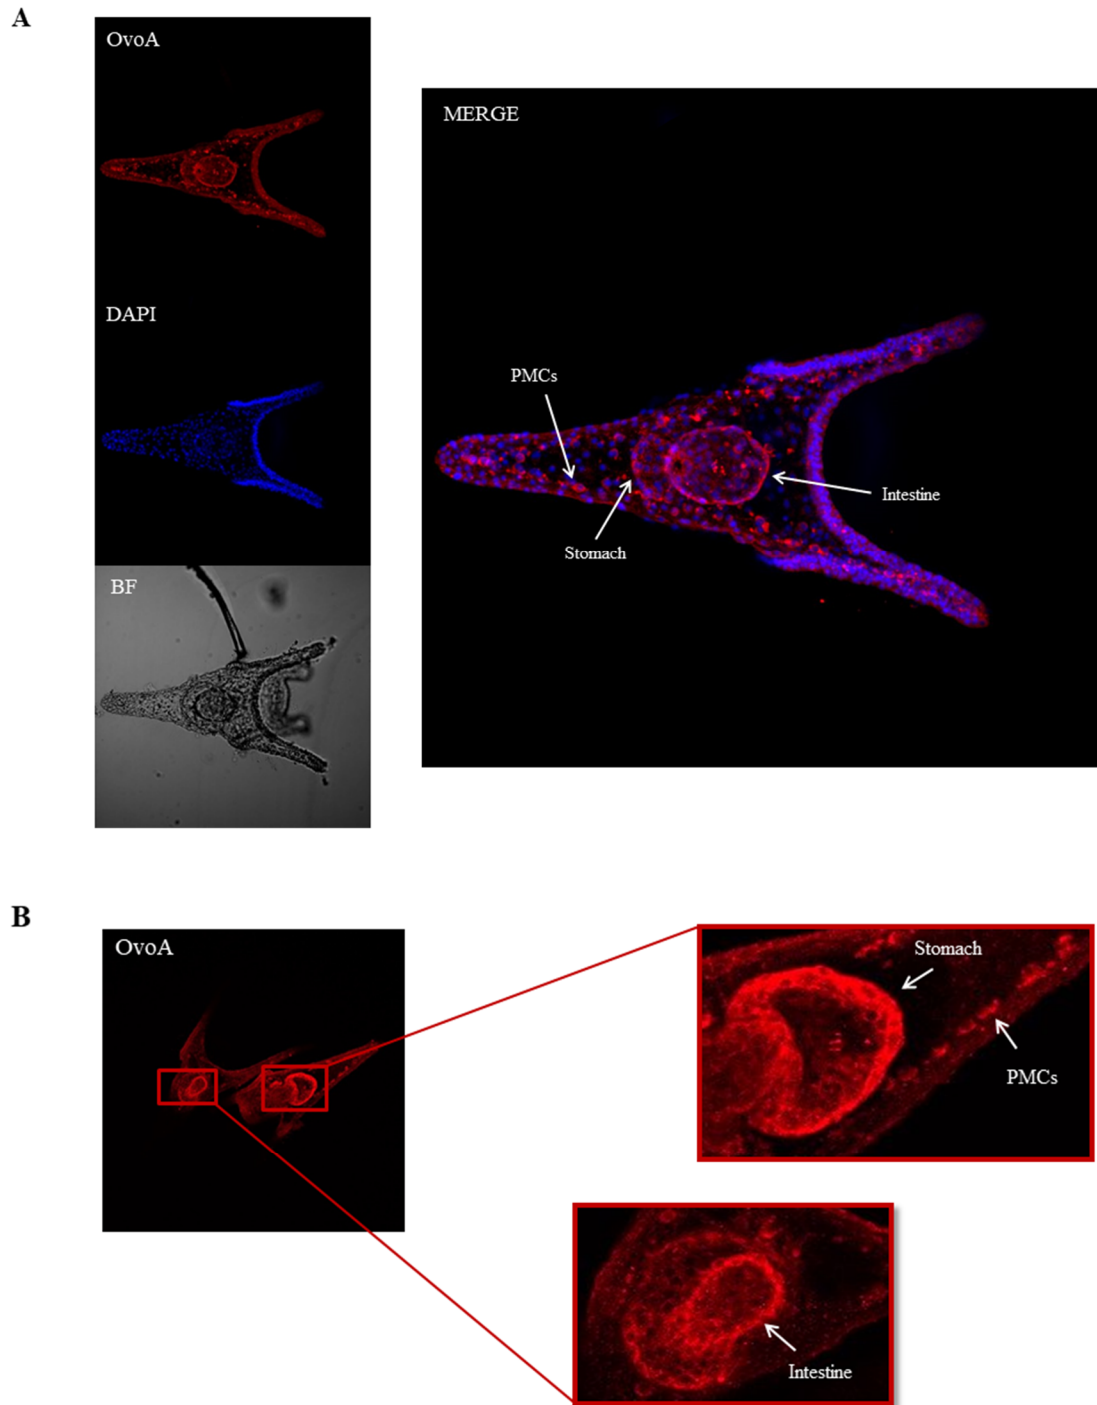 A
OvoA
MERGE
DAPI
PMCs
Intestine
Stomach
BF
B
OvoA
Stomach
PMCs
Intestine